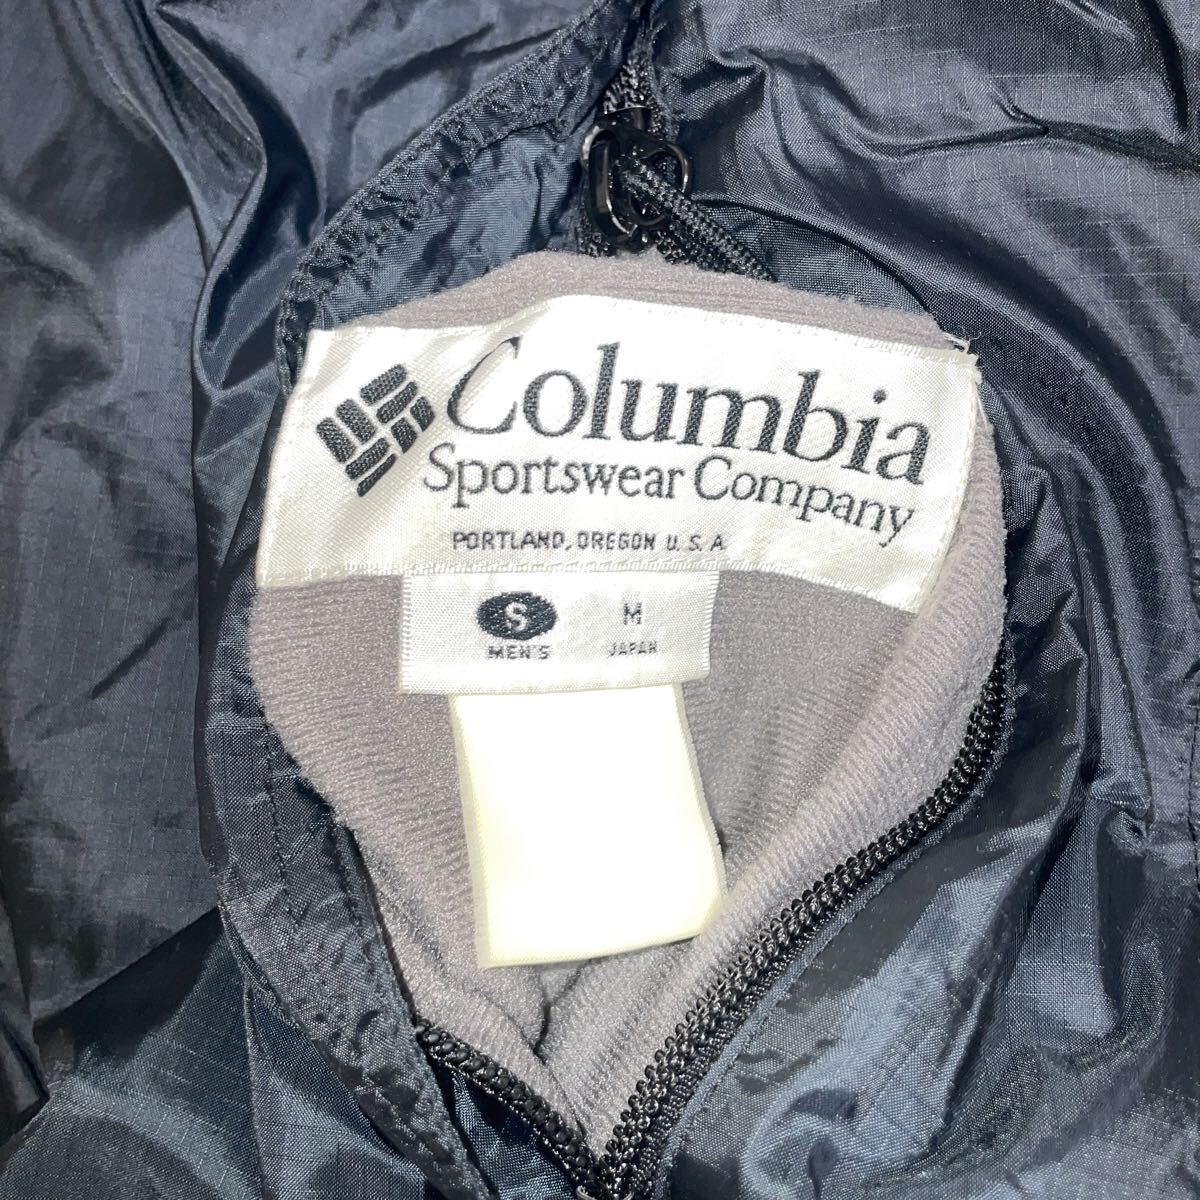 Columbia
Sportswear Company
PORTLAND, OREGON U.S.A
S M
MEN'S JAPAN